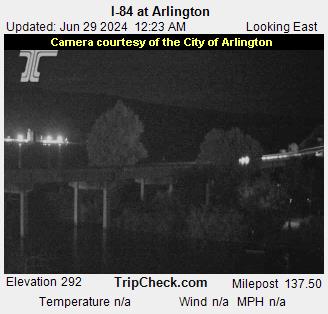 I-84 at Arlington
Updated: Jun 29 2024 12:23 AM Looking East
Camera courtesy of the City of Arlington
Elevation 292 TripCheck.com Milepost 137.50
Temperature n/a Wind n/a MPH n/a